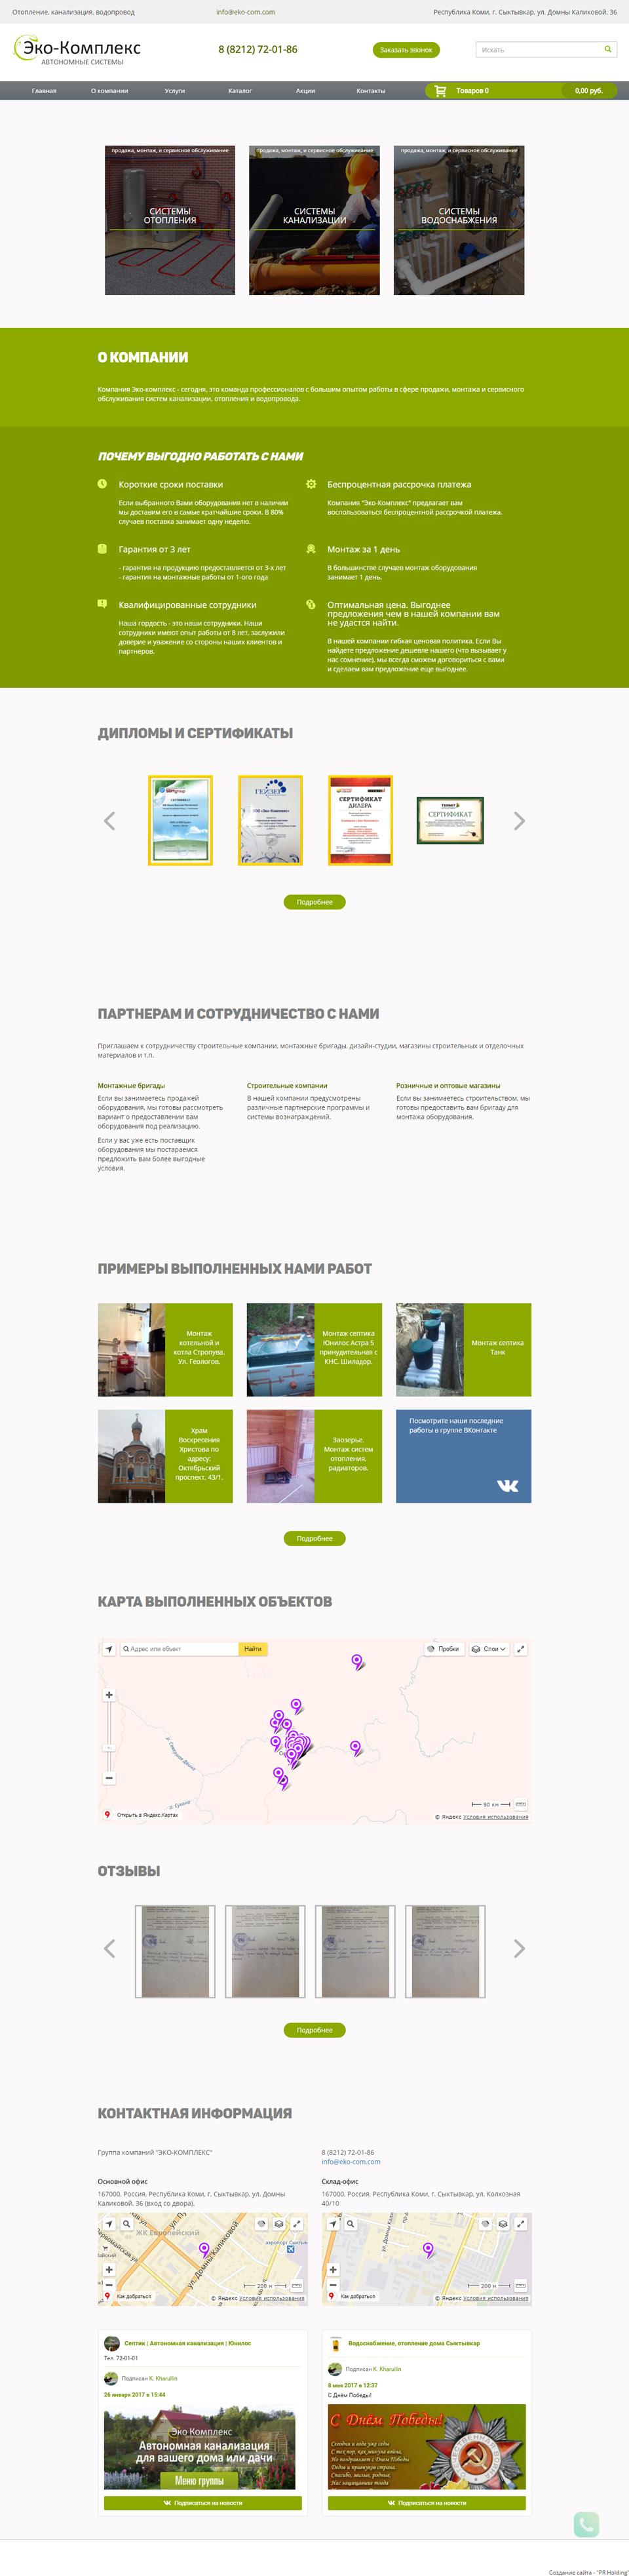 Отопление, канализация, водопровод
info@eko-com.com
Республика Коми, г. Сыктывкар, ул. Домны Каликовой, 36
Эко-Комплекс
АВТОНОМНЫЕ СИСТЕМЫ
8 (8212) 72-01-86
Заказать звонок
Искать
Главная
О компании
Услуги
Каталог
Акции
Контакты
Товаров 0
0,00 руб.
продажа, монтаж, и сервисное обслуживание
СИСТЕМЫ
ОТОПЛЕНИЯ
продажа, монтаж, и сервисное обслуживание
СИСТЕМЫ
КАНАЛИЗАЦИИ
продажа, монтаж, и сервисное обслуживание
СИСТЕМЫ
ВОДОСНАБЖЕНИЯ
О КОМПАНИИ
Компания Эко-комплекс - сегодня, это команда профессионалов с большим опытом работы в сфере продажи, монтажа и сервисного
обслуживания систем канализации, отопления и водопровода.
ПОЧЕМУ ВЫГОДНО РАБОТАТЬ С НАМИ
Короткие сроки поставки
Если выбранного Вами оборудования нет в наличии
мы доставим его в самые кратчайшие сроки. В 80%
случаев поставка занимает одну неделю.
Беспроцентная рассрочка платежа
Компания "Эко-Комплекс" предлагает вам
воспользоваться беспроцентной рассрочкой платежа.
Гарантия от 3 лет
- гарантия на продукцию предоставляется от 3-х лет
- гарантия на монтажные работы от 1-ого года
Монтаж за 1 день
В большинстве случаев монтаж оборудования
занимает 1 день.
Квалифицированные сотрудники
Наша гордость - это наши сотрудники. Наши
сотрудники имеют опыт работы от 8 лет, заслужили
доверие и уважение со стороны наших клиентов и
партнеров.
Оптимальная цена. Выгоднее
предложения чем в нашей компании вам
не удастся найти.
В нашей компании гибкая ценовая политика. Если Вы
найдете предложение дешевле нашего (что вызывает у
нас сомнение), мы всегда сможем договориться с вами
и сделаем вам предложение еще выгоднее.
ДИПЛОМЫ И СЕРТИФИКАТЫ
СЕРТИФИКАТ
ДИЛЕРА
СЕРТИФИКАТ
Подробнее
ПАРТНЕРАМ И СОТРУДНИЧЕСТВО С НАМИ
Приглашаем к сотрудничеству строительные компании, монтажные бригады, дизайн-студии, магазины строительных и отделочных
материалов и т.п.
Монтажные бригады
Если вы занимаетесь продажей
оборудования, мы готовы рассмотреть
вариант о предоставлении вам
оборудования под реализацию.
Если у вас уже есть поставщик
оборудования мы постараемся
предложить вам более выгодные
условия.
Строительные компании
В нашей компании предусмотрены
различные партнерские программы и
системы вознаграждений.
Розничные и оптовые магазины
Если вы занимаетесь строительством, мы
готовы предоставить вам бригаду для
монтажа оборудования.
ПРИМЕРЫ ВЫПОЛНЕННЫХ НАМИ РАБОТ
Монтаж
котельной и
котла Стропува.
Ул. Геологов.
Монтаж септика
Юнилос Астра 5
принудительная с
КНС. Шиладор.
Монтаж септика
Танк
Храм
Воскресения
Христова по
адресу:
Октябрьский
проспект, 43/1.
Заозерье.
Монтаж систем
отопления,
радиаторов.
Посмотрите наши последние
работы в группе ВКонтакте
Подробнее
КАРТА ВЫПОЛНЕННЫХ ОБЪЕКТОВ
Адрес или объект
Найти
Пробки
Слои
90 км
Открыть в Яндекс.Картах
© Яндекс Условия использования
ОТЗЫВЫ
Подробнее
КОНТАКТНАЯ ИНФОРМАЦИЯ
Группа компаний "ЭКО-КОМПЛЕКС"
8 (8212) 72-01-86
info@eko-com.com
Основной офис
167000, Россия, Республика Коми, г. Сыктывкар, ул. Домны
Каликовой, 36 (вход со двора).
Склад-офис
167000, Россия, Республика Коми, г. Сыктывкар, ул. Колхозная
40/10
ЖК Европейский
ул. Домны Каликовой
200 м
Как добраться
© Яндекс Условия использования
200 м
Как добраться
© Яндекс Условия использования
Септик | Автономная канализация | Юнилос
Тел. 72-01-01
Подписан K. Kharullin
26 января 2017 в 15:44
Эко Комплекс
Автономная канализация
для вашего дома или дачи
Меню группы
Подписаться на новости
Водоснабжение, отопление дома Сыктывкар
Подписан K. Kharullin
8 мая 2017 в 12:37
С Днём Победы!
С Днём Победы!
Подписаться на новости
Создание сайта - "PR Holding"